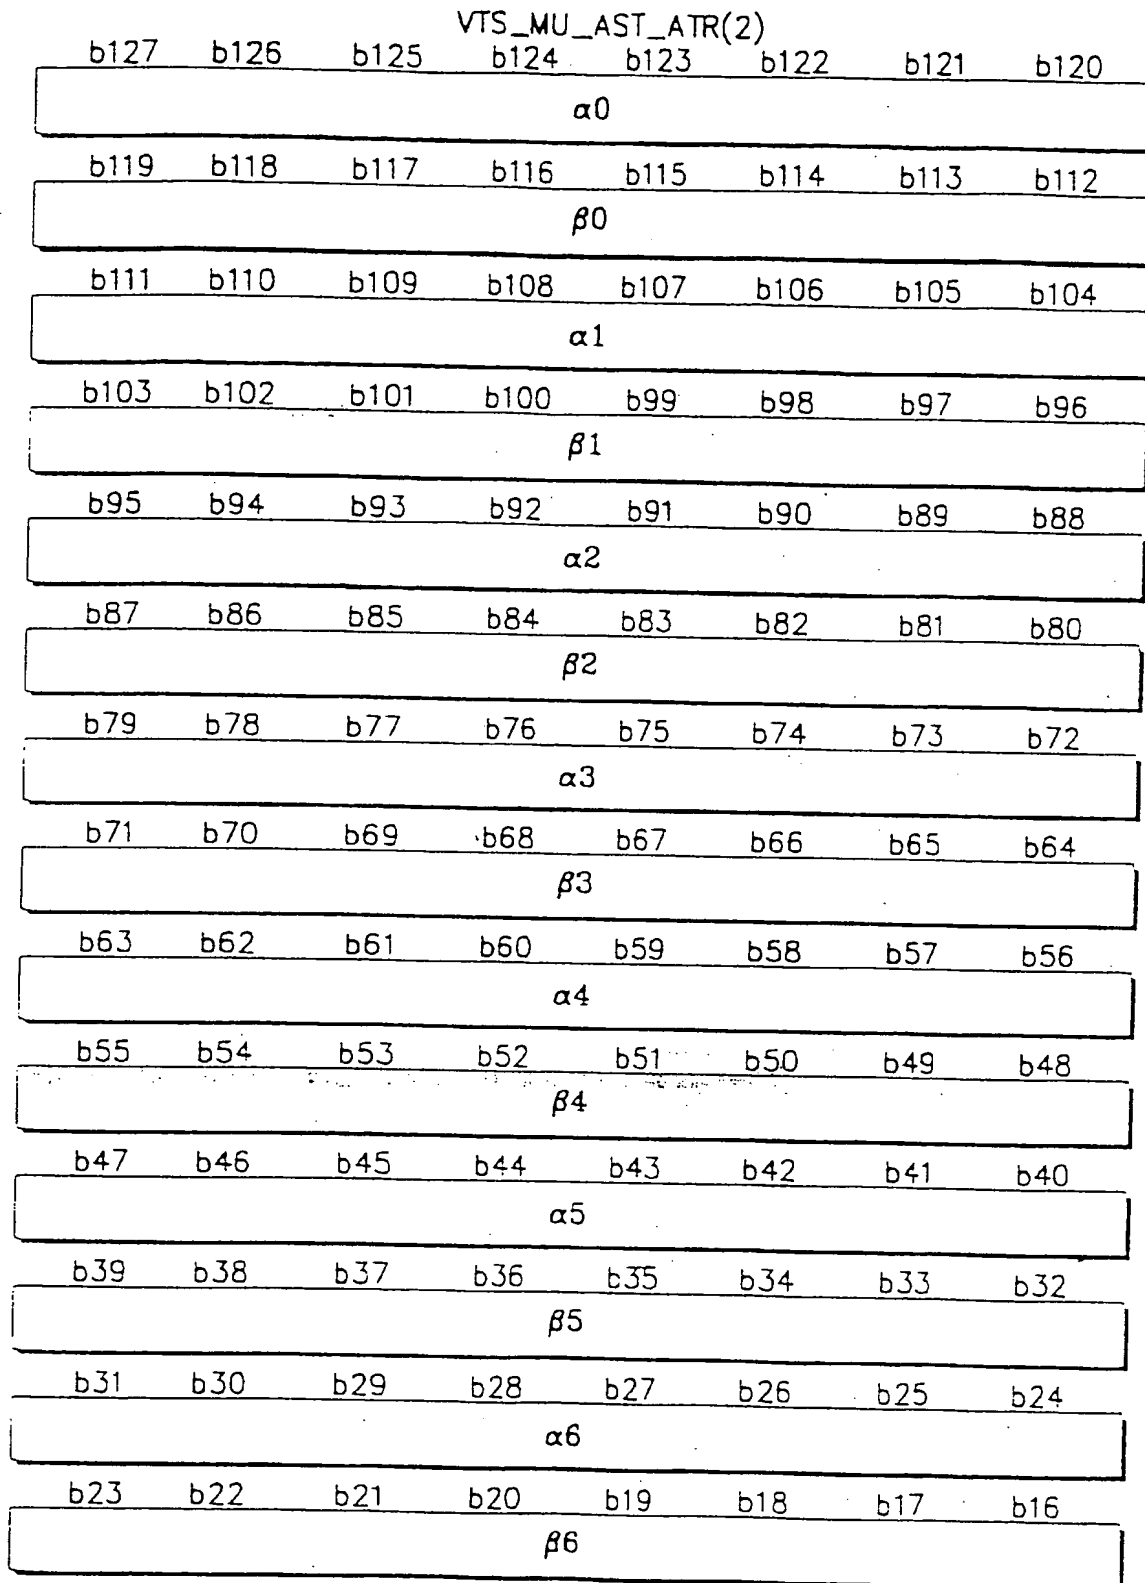 VTS_MU_AST_ATR(2)
b127 b126 b125 b124 b123 b122 b121 b120
α0
b119 b118 b117 b116 b115 b114 b113 b112
β0
b111 b110 b109 b108 b107 b106 b105 b104
α1
b103 b102 b101 b100 b99 b98 b97 b96
β1
b95 b94 b93 b92 b91 b90 b89 b88
α2
b87 b86 b85 b84 b83 b82 b81 b80
β2
b79 b78 b77 b76 b75 b74 b73 b72
α3
b71 b70 b69 b68 b67 b66 b65 b64
β3
b63 b62 b61 b60 b59 b58 b57 b56
α4
b55 b54 b53 b52 b51 b50 b49 b48
β4
b47 b46 b45 b44 b43 b42 b41 b40
α5
b39 b38 b37 b36 b35 b34 b33 b32
β5
b31 b30 b29 b28 b27 b26 b25 b24
α6
b23 b22 b21 b20 b19 b18 b17 b16
β6